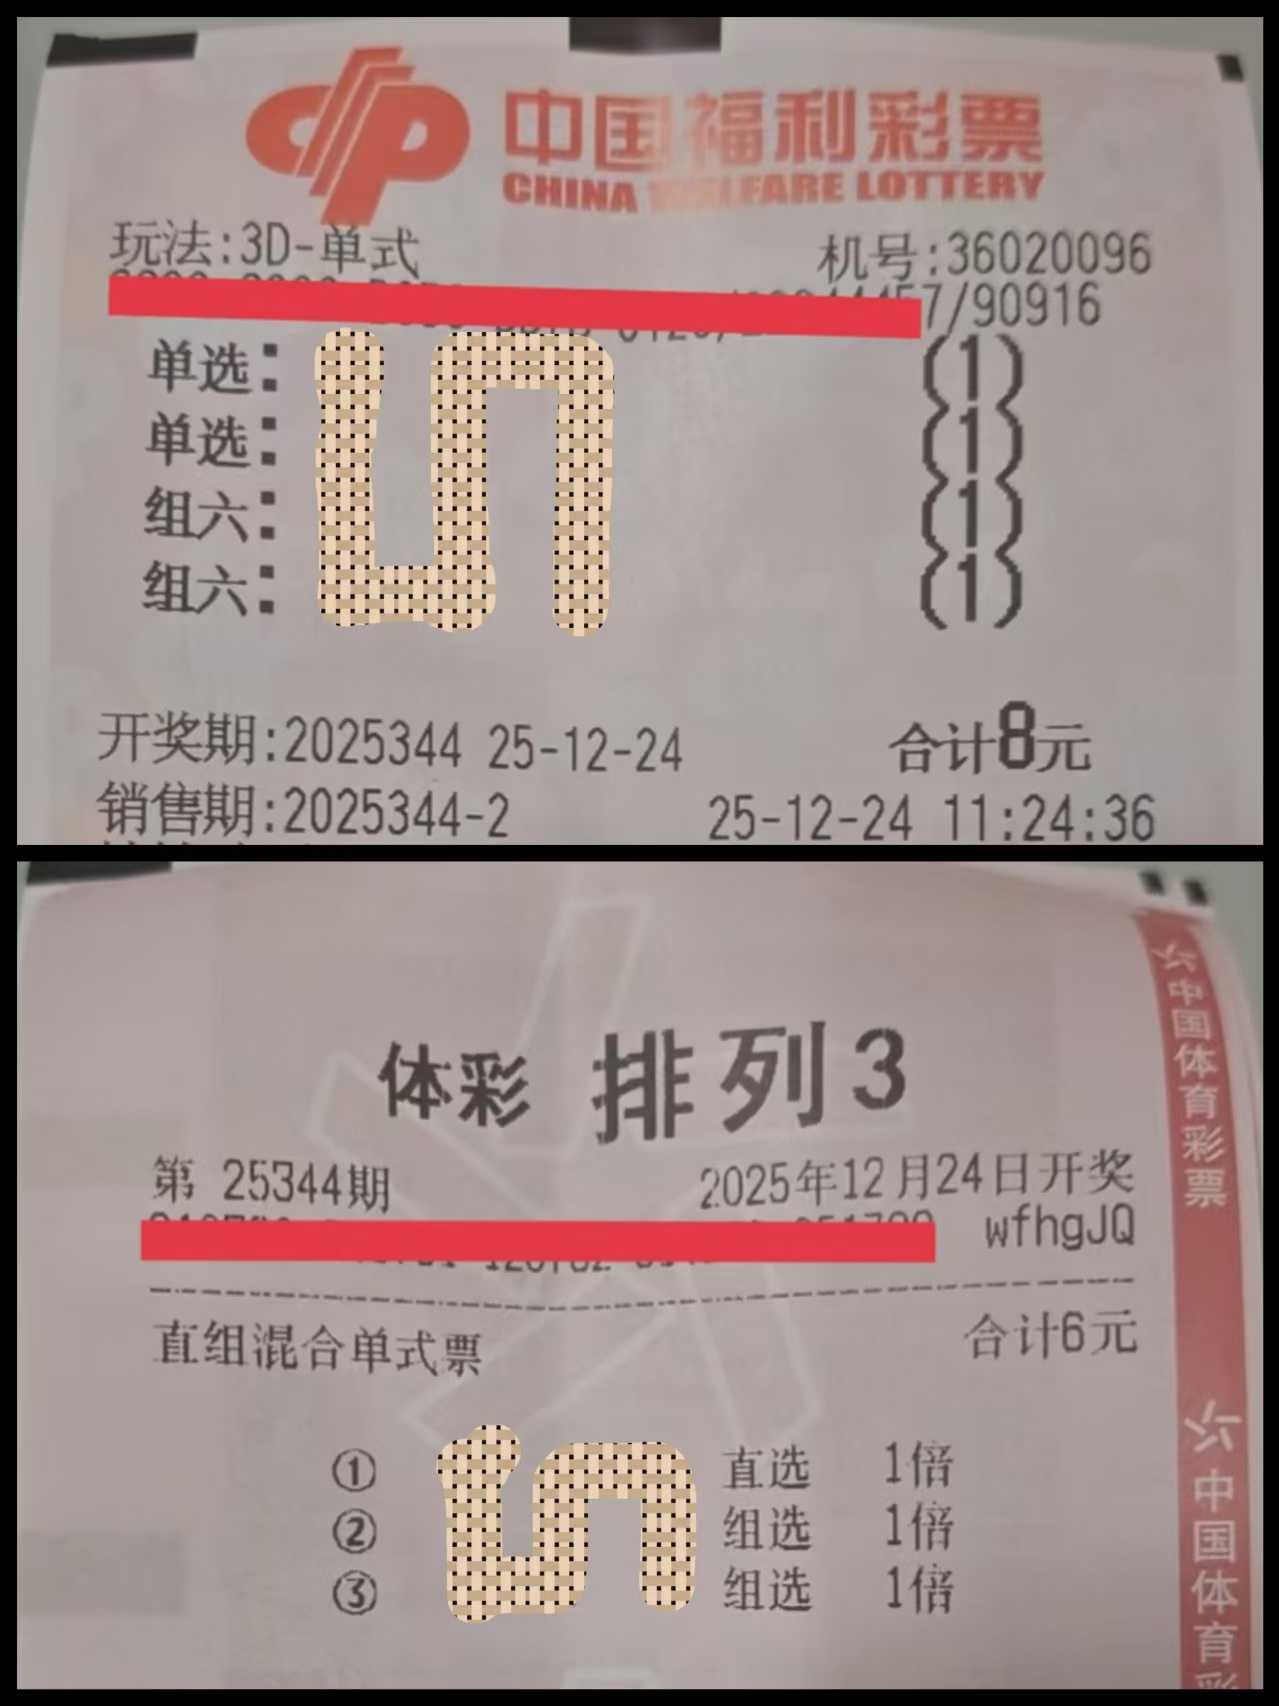 中国福利彩票
CHINA WELFARE LOTTERY
玩法:3D-单式 机号:36020096
7/90916
单选: (1)
单选: (1)
组六: (1)
组六: (1)
开奖期:2025344 25-12-24 合计8元
销售期:2025344-2 25-12-24 11:24:36
体彩 排列3
第 25344期 2025年12月24日开奖
wfhgJQ
直组混合单式票 合计6元
① 直选 1倍
② 组选 1倍
③ 组选 1倍
中国体育彩票
中国体育彩